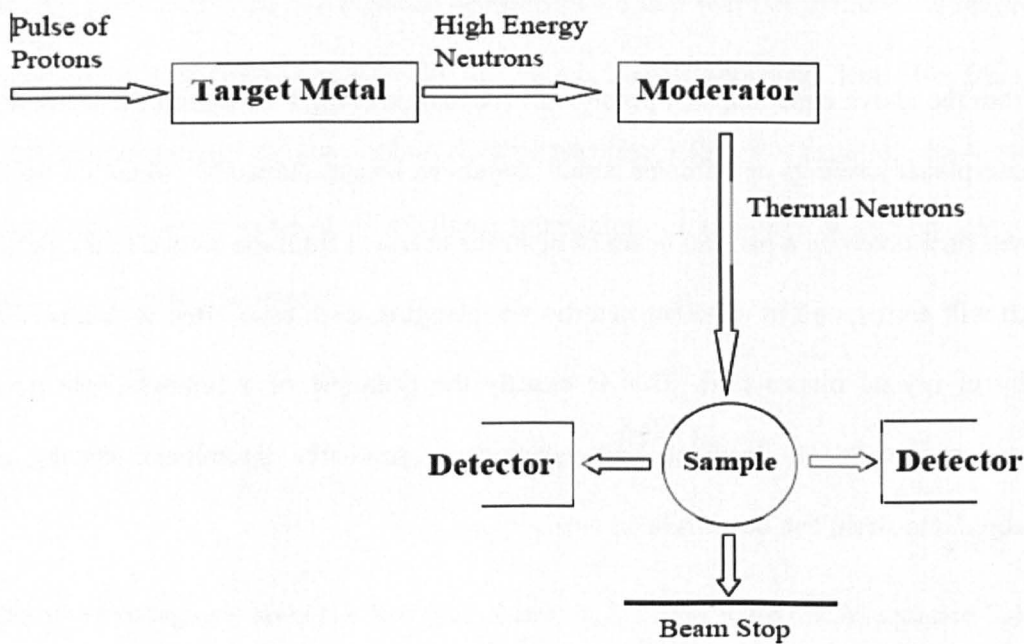 Pulse of
Protons
High Energy
Neutrons
Target Metal
Moderator
Thermal Neutrons
Detector
Sample
Detector
Beam Stop